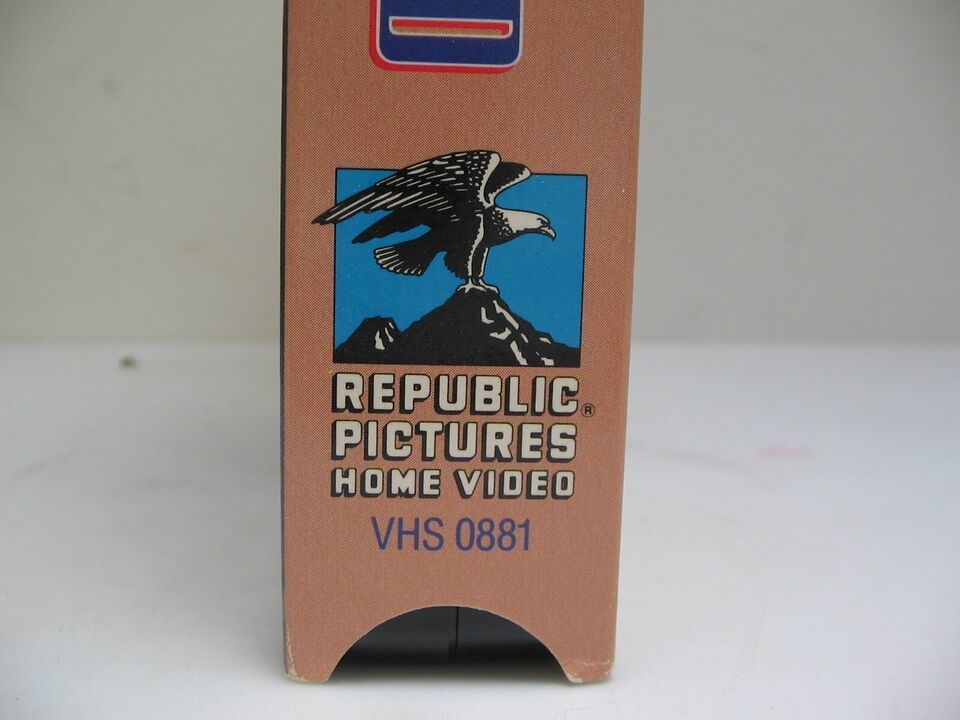 REPUBLIC®
PICTURES
HOME VIDEO
VHS 0881